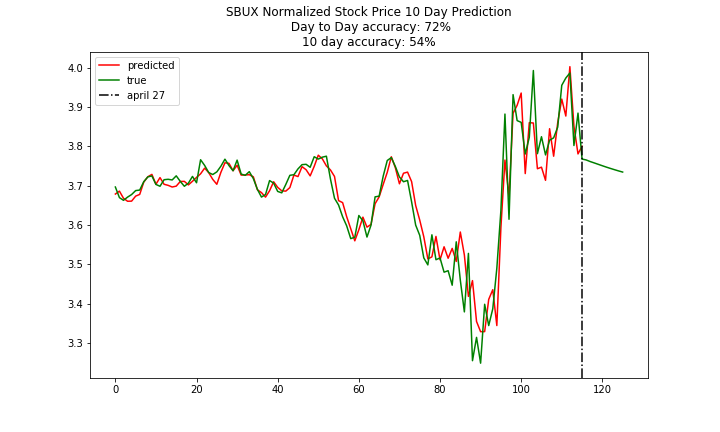 SBUX Normalized Stock Price 10 Day Prediction
Day to Day accuracy: 72%
10 day accuracy: 54%
predicted
true
april 27
4.0
3.9
3.8
3.7
3.6
3.5
3.4
3.3
0 20 40 60 80 100 120